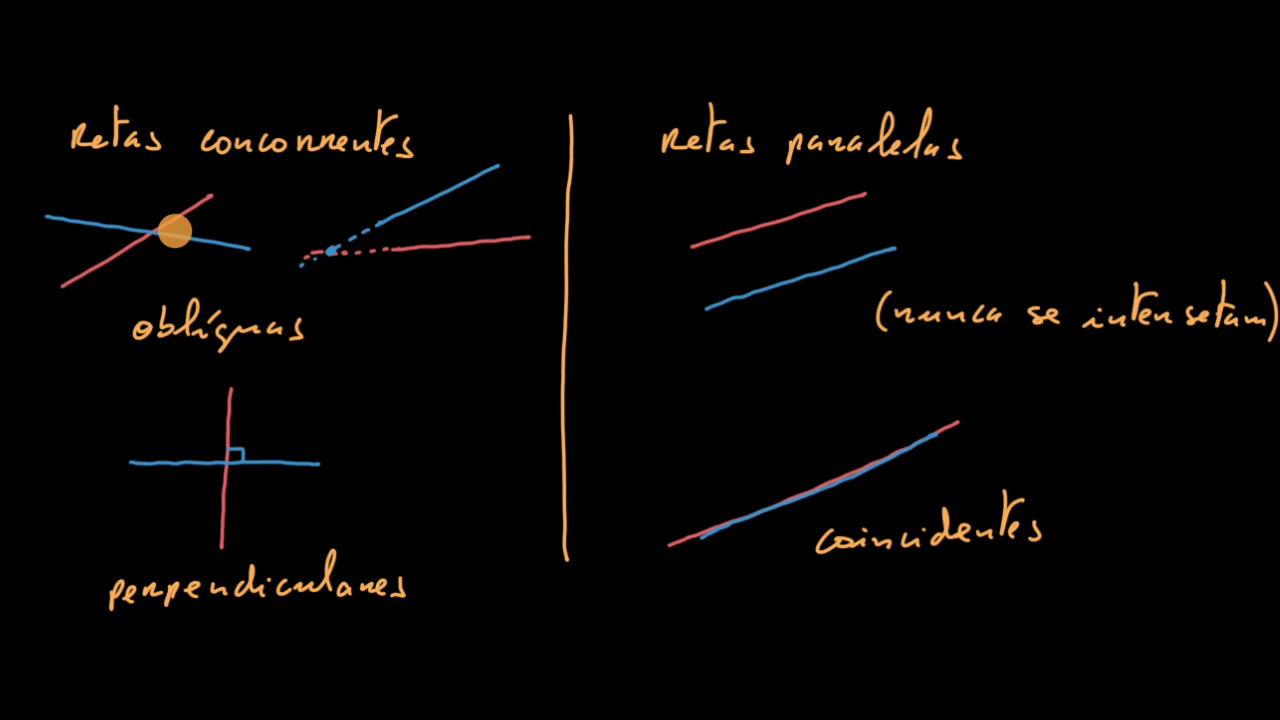 retas concorrentes
oblíquas
perpendiculares
retas paralelas
(nunca se intersetam)
coincidentes